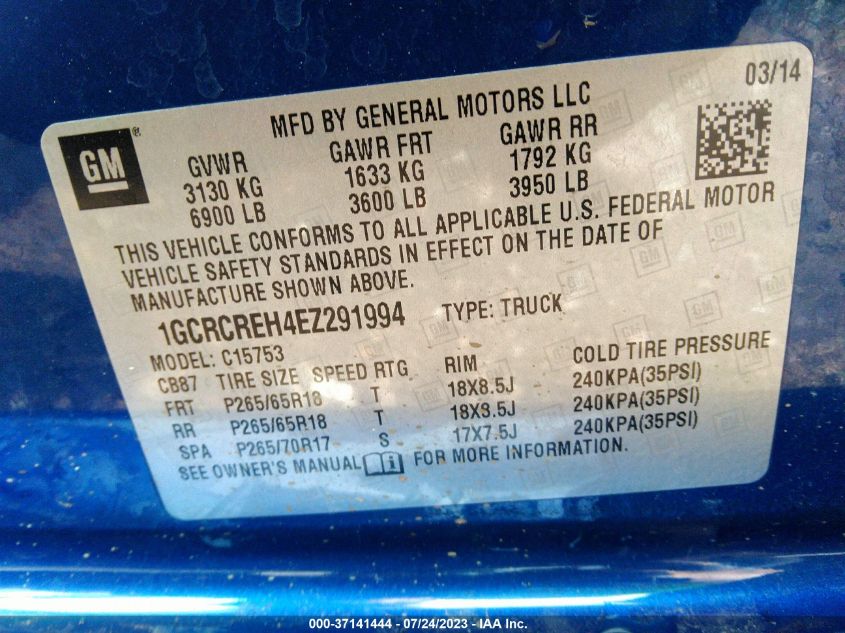 03/14
MFD BY GENERAL MOTORS LLC
GM ®
GVWR GAWR FRT GAWR RR
3130 KG 1633 KG 1792 KG
6900 LB 3600 LB 3950 LB
THIS VEHICLE CONFORMS TO ALL APPLICABLE U.S. FEDERAL MOTOR
VEHICLE SAFETY STANDARDS IN EFFECT ON THE DATE OF
MANUFACTURE SHOWN ABOVE.
1GCRCREH4EZ291994 TYPE: TRUCK
MODEL: C15753
CB87 TIRE SIZE SPEED RTG RIM COLD TIRE PRESSURE
FRT P265/65R18 T 18X8.5J 240KPA(35PSI)
RR P265/65R18 T 18X8.5J 240KPA(35PSI)
SPA P265/70R17 S 17X7.5J 240KPA(35PSI)
SEE OWNER'S MANUAL FOR MORE INFORMATION.
000-37141444 - 07/24/2023 - IAA Inc.